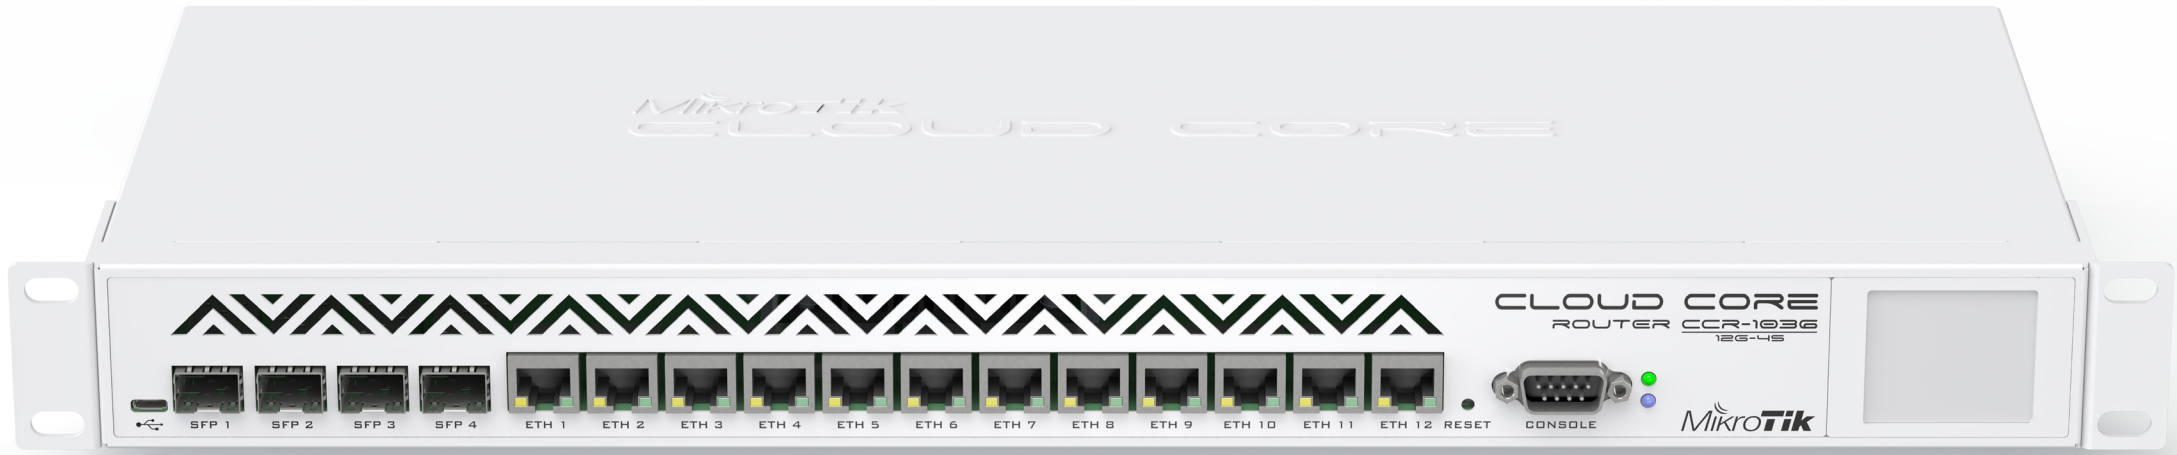 MikroTik
CLOUD CORE
CLOUD CORE
ROUTER CCR-1036
12G-4S
SFP 1 SFP 2 SFP 3 SFP 4 ETH 1 ETH 2 ETH 3 ETH 4 ETH 5 ETH 6 ETH 7 ETH 8 ETH 9 ETH 10 ETH 11 ETH 12 RESET CONSOLE
MikroTik